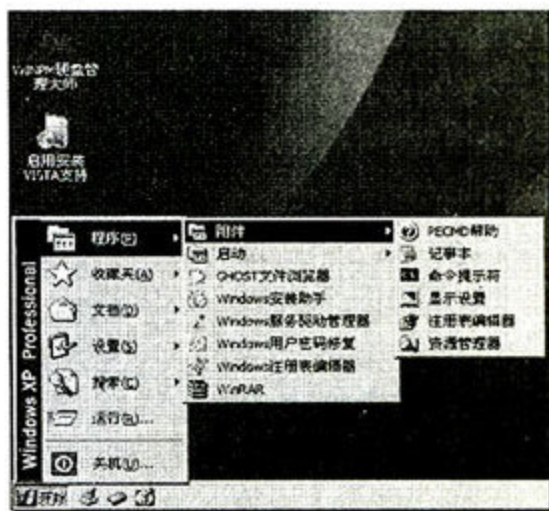 WinPM硬盘管
理大师
启用安装
VISTA支持
Windows XP Professional
程序(P)
收藏夹(A)
文档(D)
设置(S)
搜索(C)
运行(R)...
关机(U)...
附件
启动
GHOST文件浏览器
Windows安装助手
Windows服务驱动管理器
Windows用户密码修复
Windows注册表编辑器
WinRAR
PECMD帮助
记事本
命令提示符
显示设置
注册表编辑器
资源管理器
开始